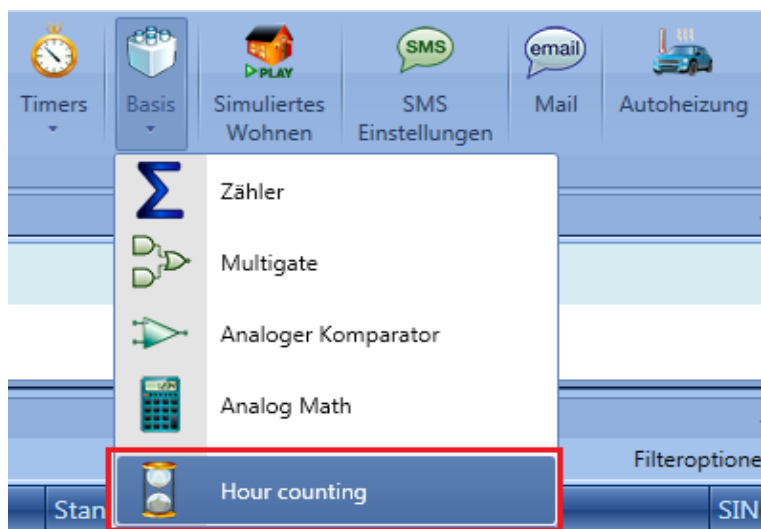 SMS
email
PLAY
Timers
Basis
Simuliertes
Wohnen
SMS
Einstellungen
Mail
Autoheizung
Zähler
Multigate
Analoger Komparator
Analog Math
Hour counting
Filteroptione
Stan
SIN